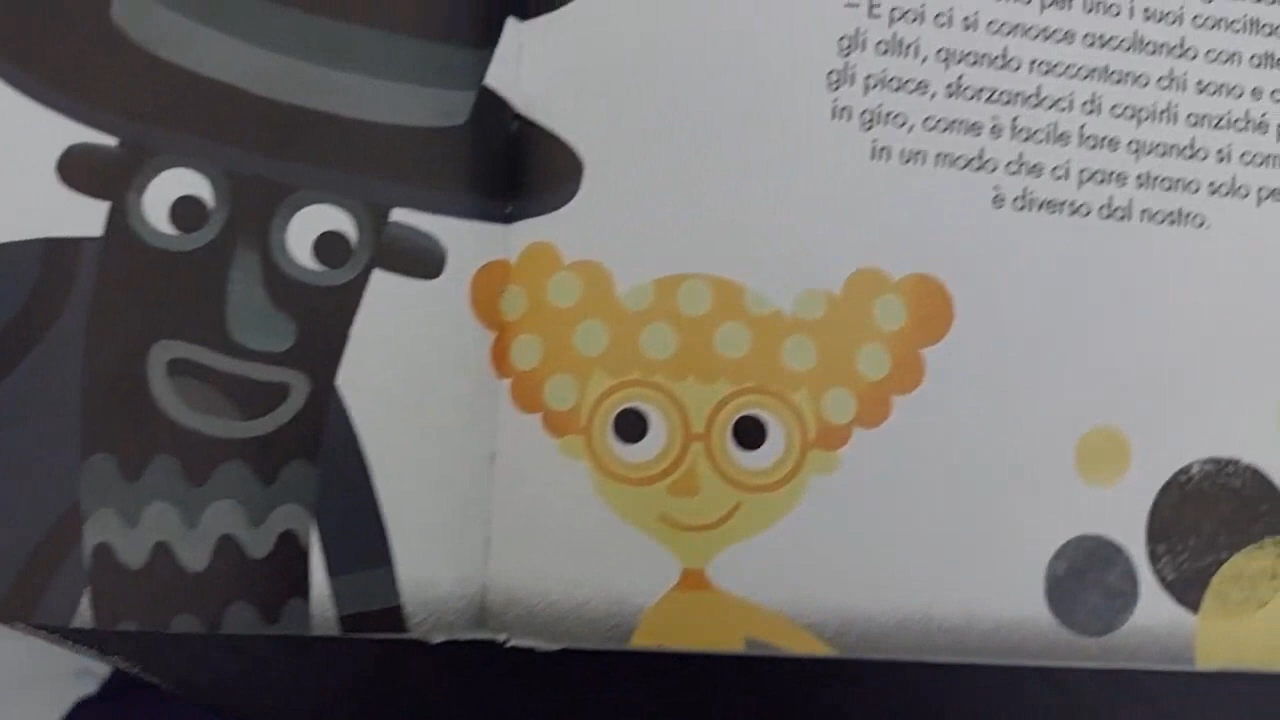 per uno i suoi concittad
– E poi ci si conosce ascoltando con atte
gli altri, quando raccontano chi sono e c
gli piace, sforzandoci di capirli anziché
in giro, come è facile fare quando si com
in un modo che ci pare strano solo pe
è diverso dal nostro.